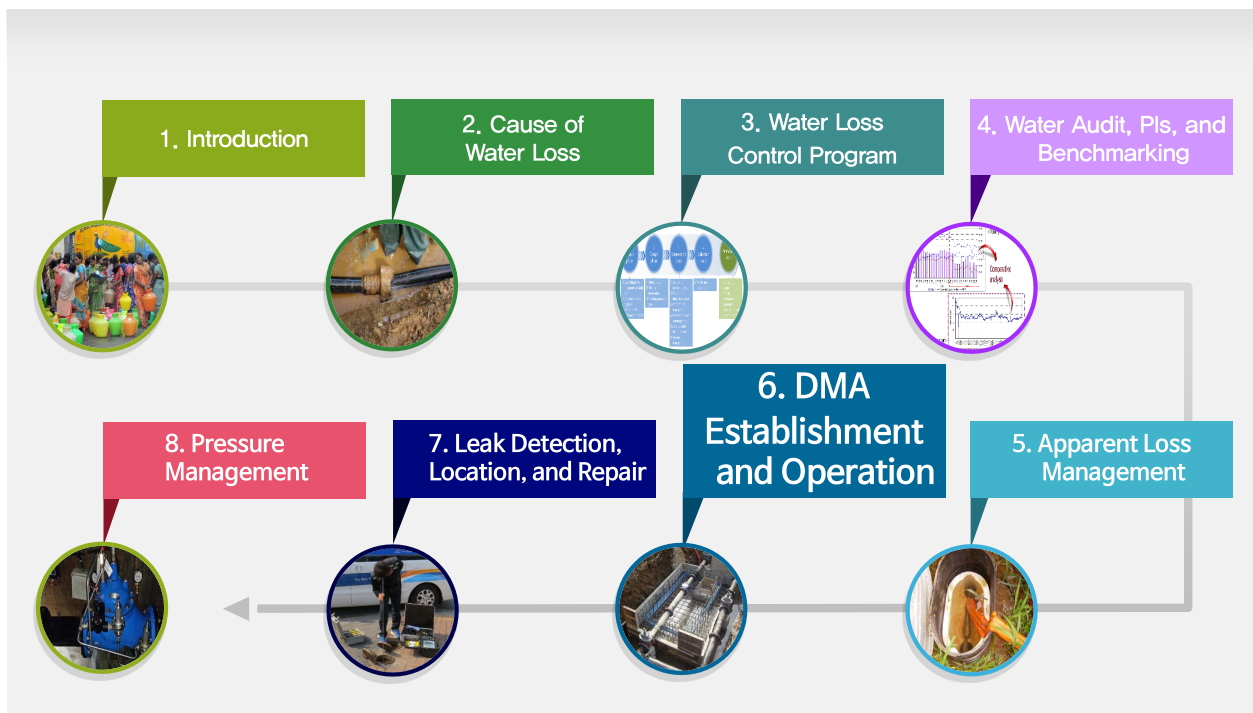 1. Introduction
2. Cause of
Water Loss
3. Water Loss
Control Program
4. Water Audit, PIs, and
Benchmarking
Comparative
analysis
8. Pressure
Management
7. Leak Detection,
Location, and Repair
6. DMA
Establishment
and Operation
5. Apparent Loss
Management